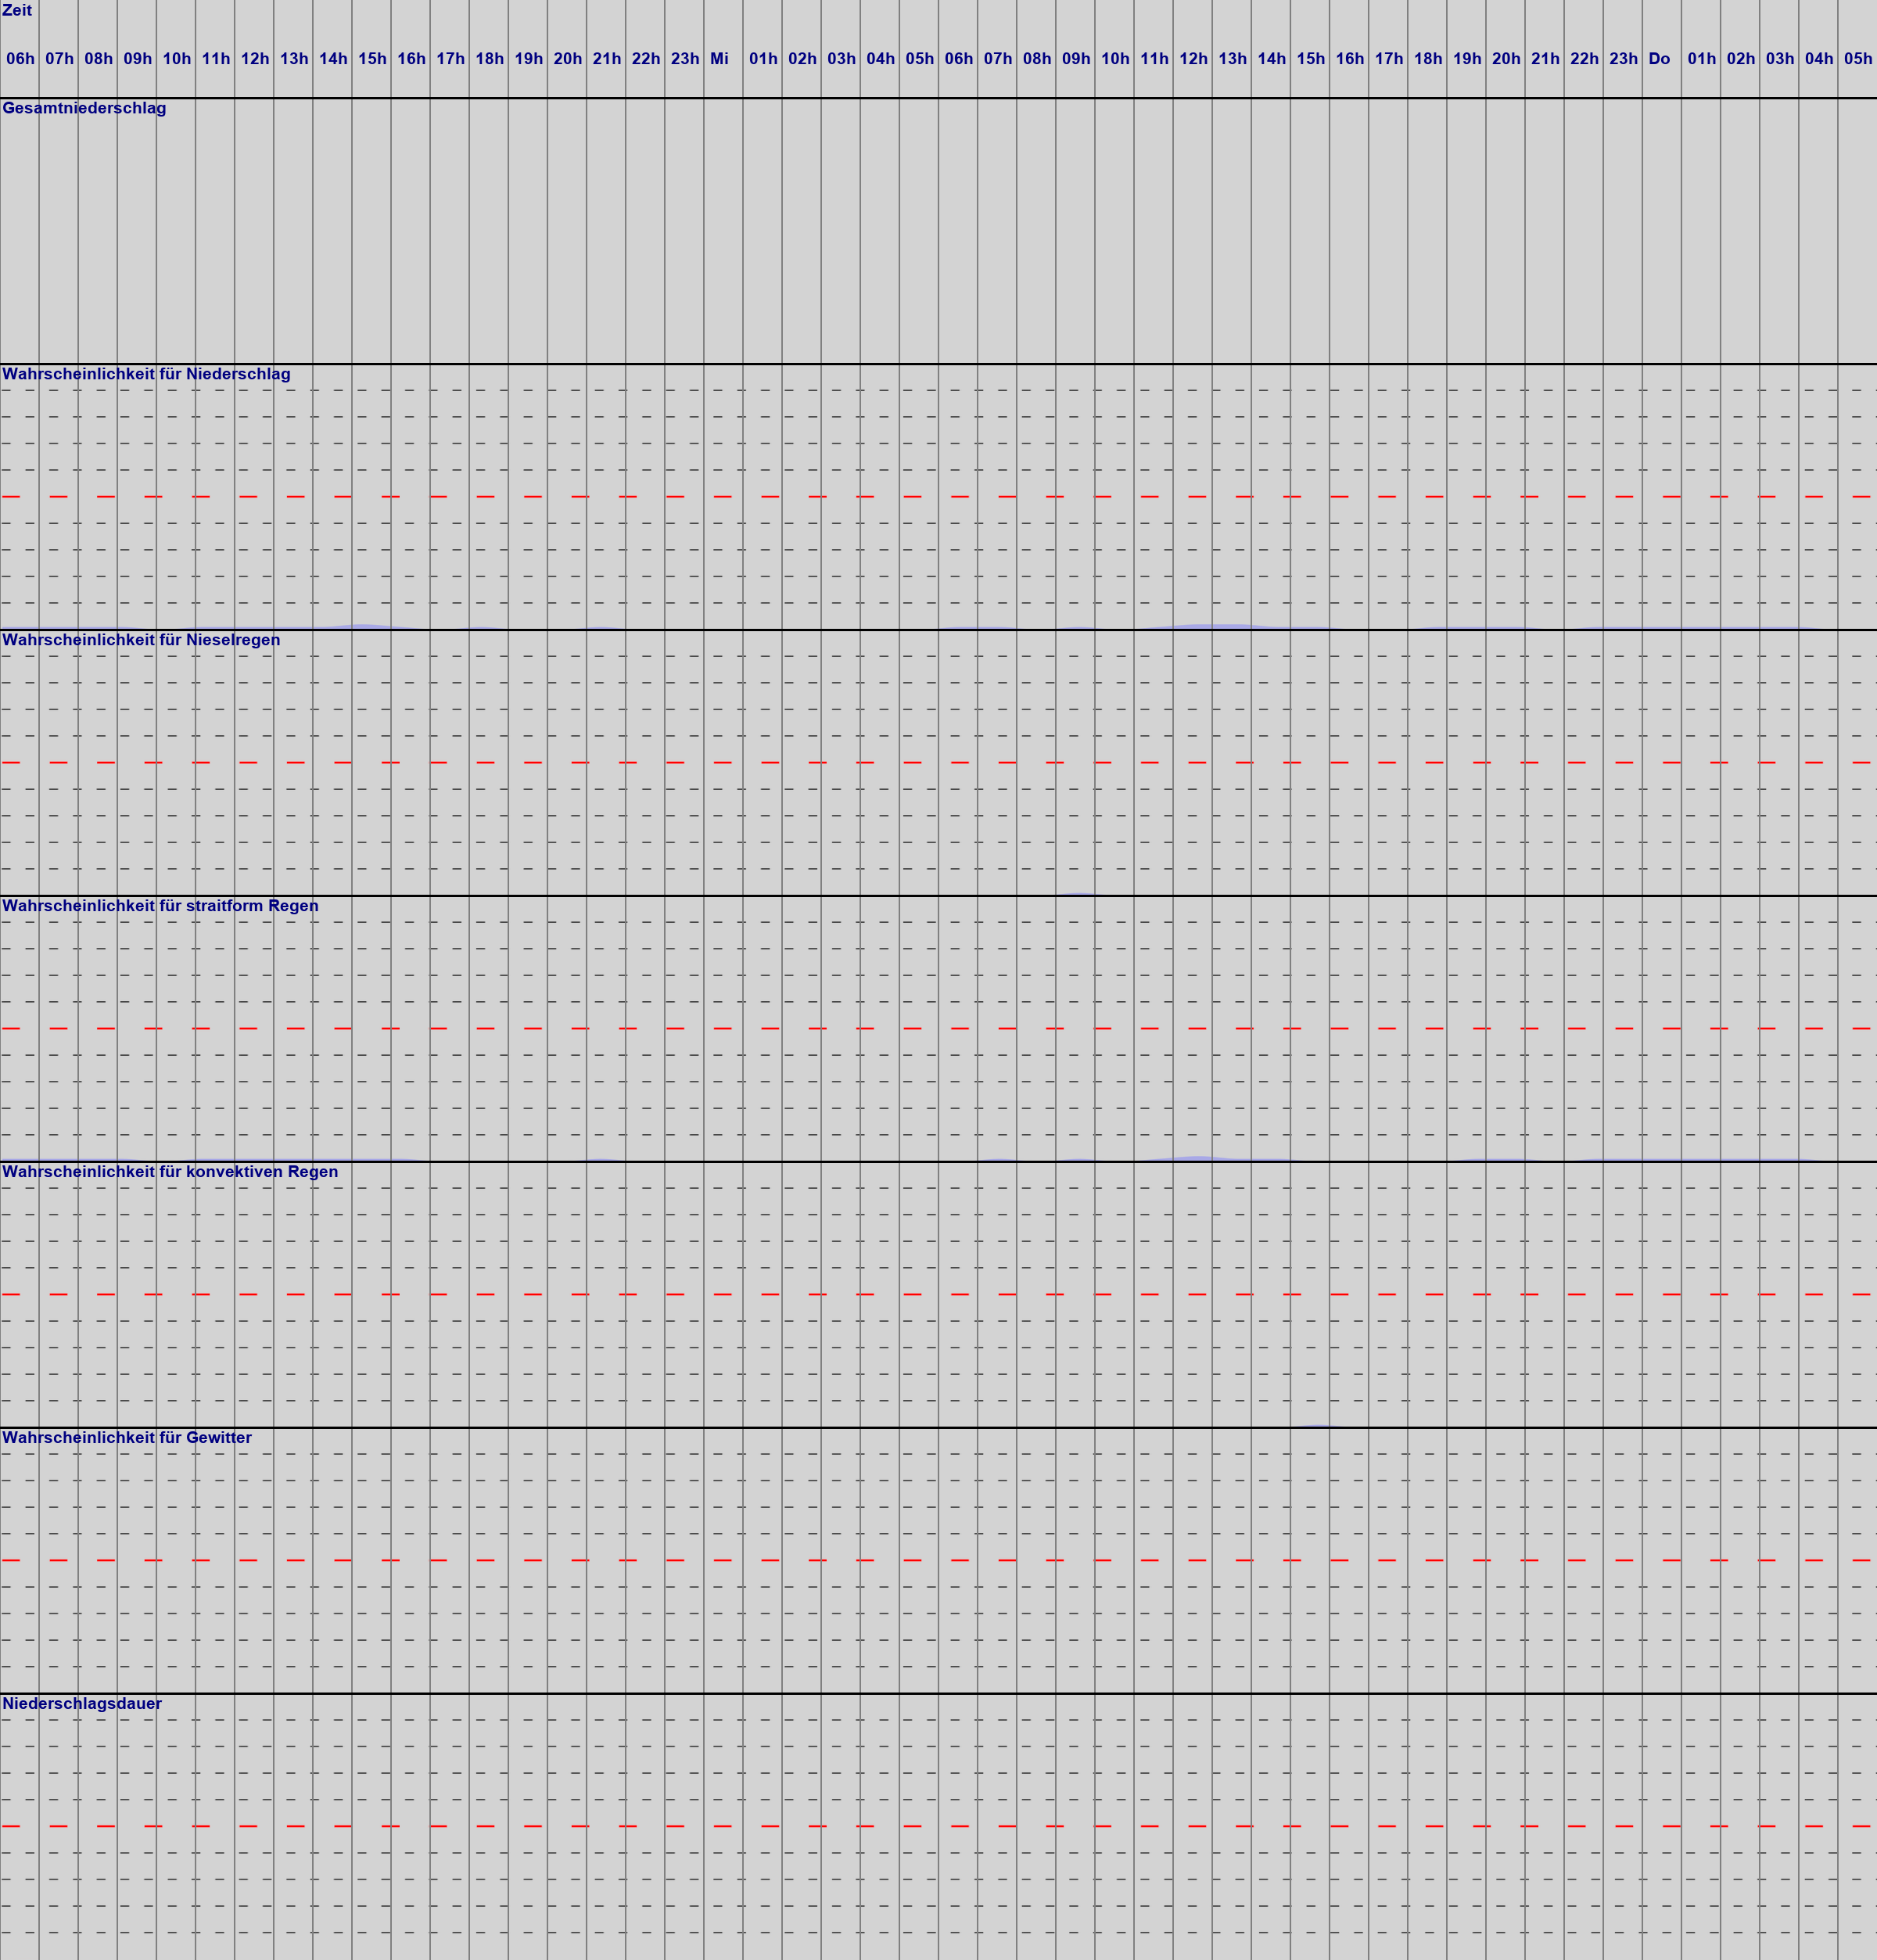 Zeit
06h 07h 08h 09h 10h 11h 12h 13h 14h 15h 16h 17h 18h 19h 20h 21h 22h 23h Mi 01h 02h 03h 04h 05h 06h 07h 08h 09h 10h 11h 12h 13h 14h 15h 16h 17h 18h 19h 20h 21h 22h 23h Do 01h 02h 03h 04h 05h
Gesamtniederschlag
Wahrscheinlichkeit für Niederschlag
Wahrscheinlichkeit für Nieselregen
Wahrscheinlichkeit für straitform Regen
Wahrscheinlichkeit für konvektiven Regen
Wahrscheinlichkeit für Gewitter
Niederschlagsdauer